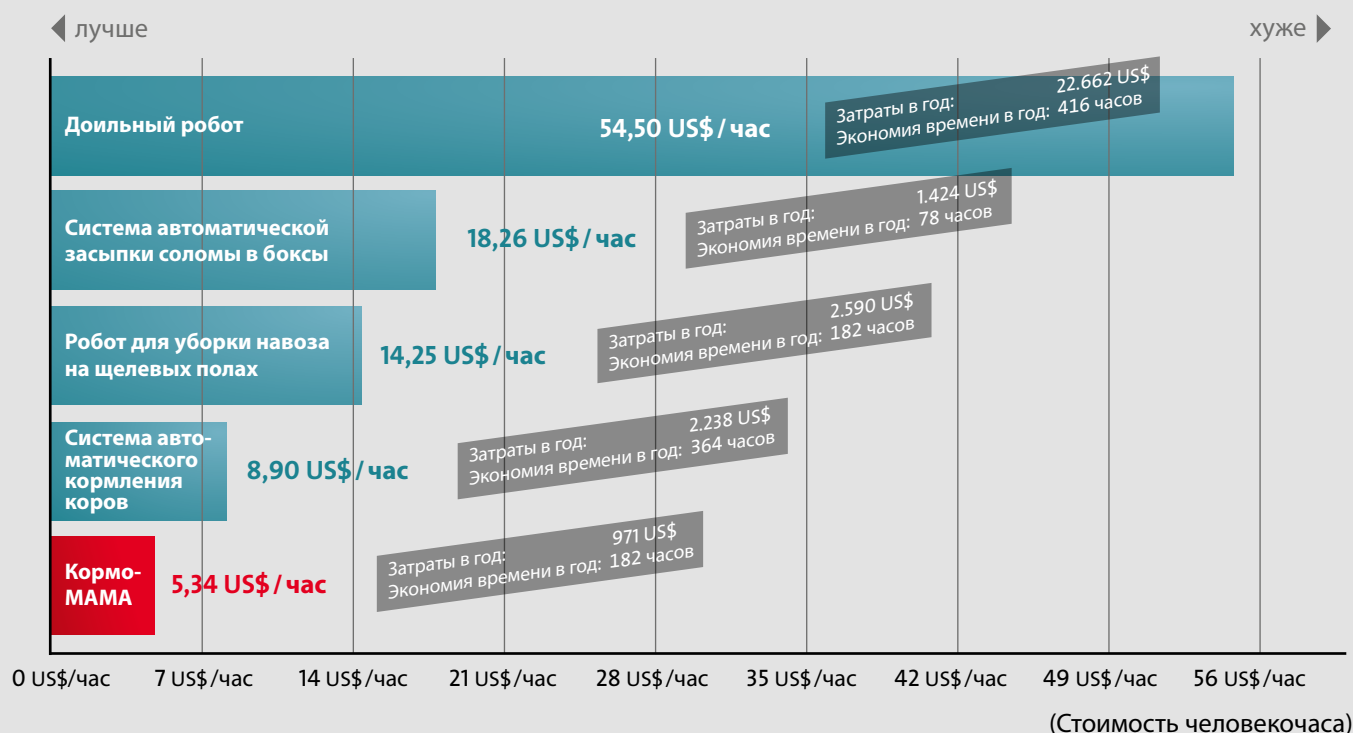 лучше
хуже
Доильный робот
54,50 US$/час
Затраты в год: 22.662 US$
Экономия времени в год: 416 часов
Система автоматической
засыпки соломы в боксы
18,26 US$/час
Затраты в год: 1.424 US$
Экономия времени в год: 78 часов
Робот для уборки навоза
на щелевых полах
14,25 US$/час
Затраты в год: 2.590 US$
Экономия времени в год: 182 часов
Система авто-
матического
кормления
коров
8,90 US$/час
Затраты в год: 2.238 US$
Экономия времени в год: 364 часов
Кормо-
МАМА
5,34 US$/час
Затраты в год: 971 US$
Экономия времени в год: 182 часов
0 US$/час 7 US$/час 14 US$/час 21 US$/час 28 US$/час 35 US$/час 42 US$/час 49 US$/час 56 US$/час
(Стоимость человекочаса)